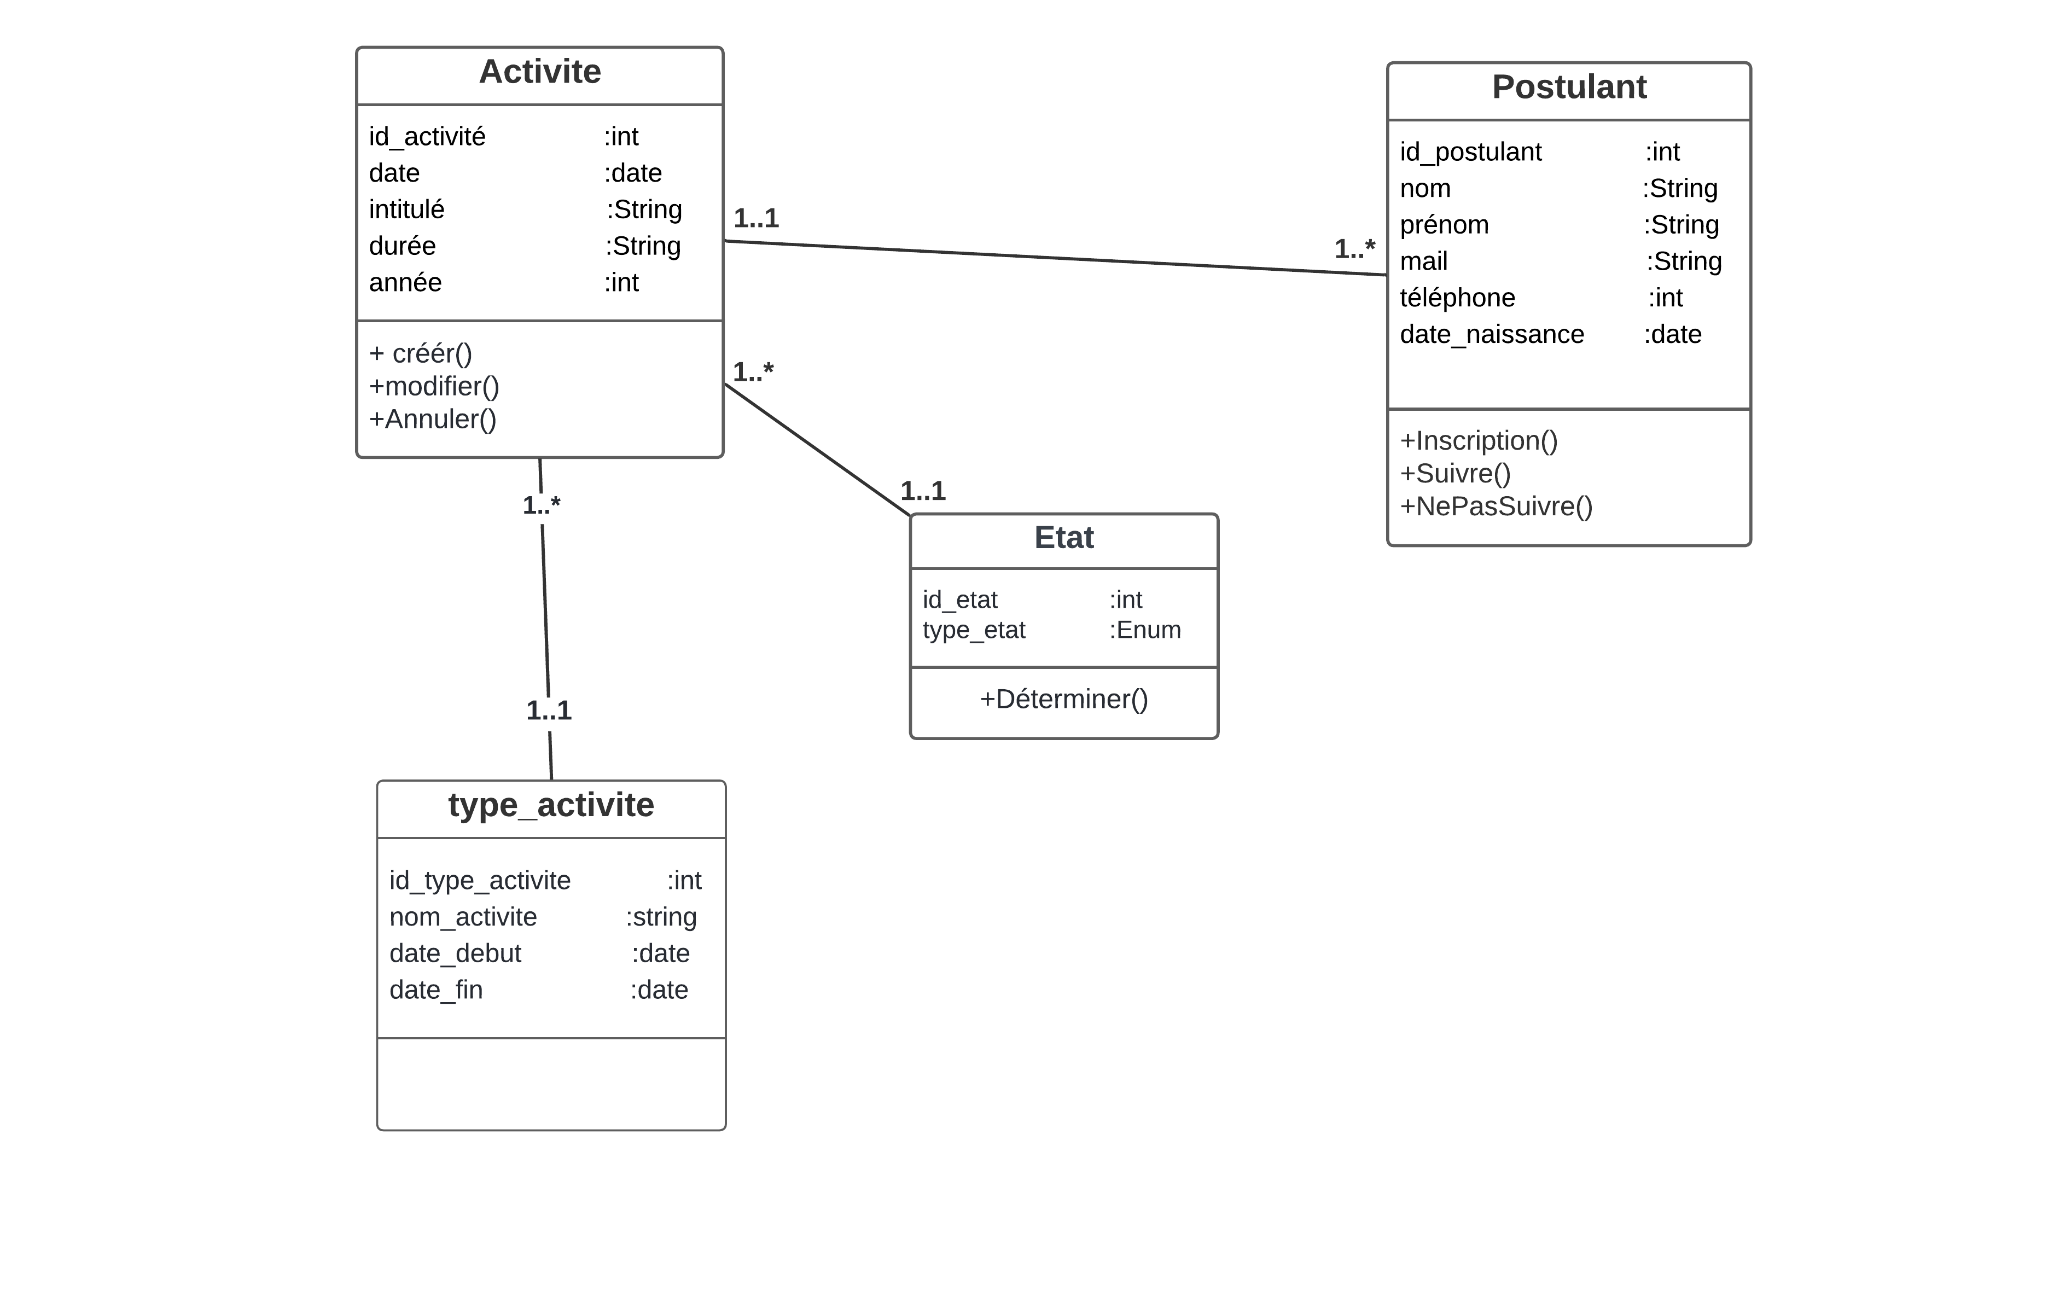 Activite
id_activité :int
date :date
intitulé :String
durée :String
année :int
+ créér()
+modifier()
+Annuler()
1..1
1..*
Postulant
id_postulant :int
nom :String
prénom :String
mail :String
téléphone :int
date_naissance :date
+Inscription()
+Suivre()
+NePasSuivre()
1..*
1..1
Etat
id_etat :int
type_etat :Enum
+Déterminer()
1..*
1..1
type_activite
id_type_activite :int
nom_activite :string
date_debut :date
date_fin :date